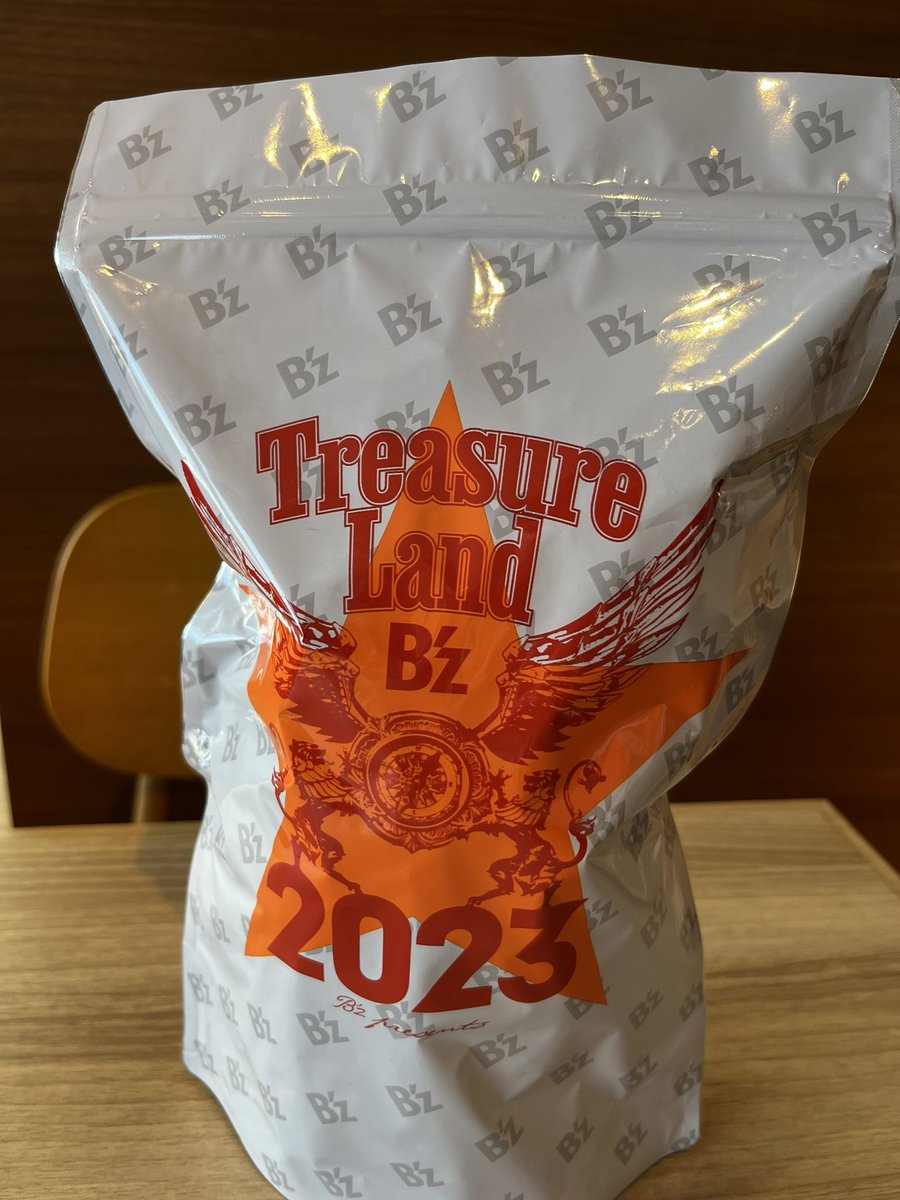 Treasure
Land
B'z
2023
B'z presents